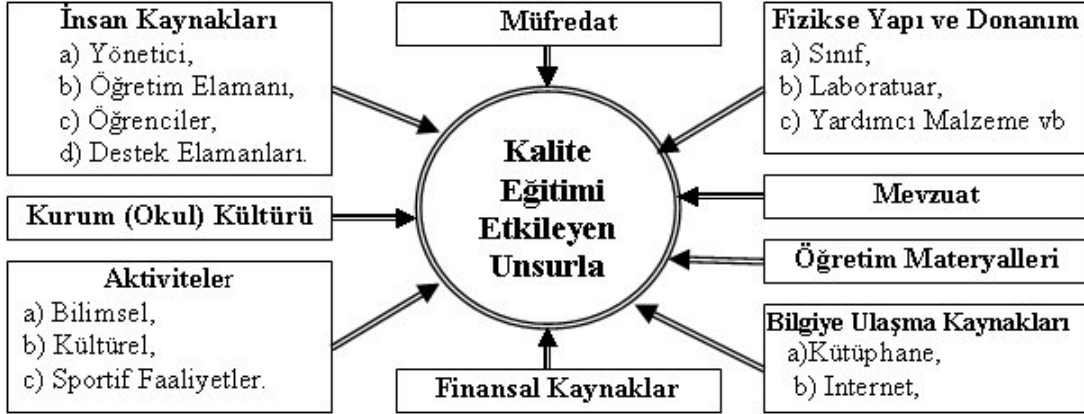 İnsan Kaynakları
a) Yönetici,
b) Öğretim Elamanı,
c) Öğrenciler,
d) Destek Elamanları.
Müfredat
Fizikse Yapı ve Donanım
a) Sınıf,
b) Laboratuar,
c) Yardımcı Malzeme vb
Kalite
Eğitimi
Etkileyen
Unsurla
Kurum (Okul) Kültürü
Mevzuat
Öğretim Materyalleri
Aktiviteler
a) Bilimsel,
b) Kültürel,
c) Sportif Faaliyetler.
Finansal Kaynaklar
Bilgiye Ulaşma Kaynakları
a)Kütüphane,
b) Internet,